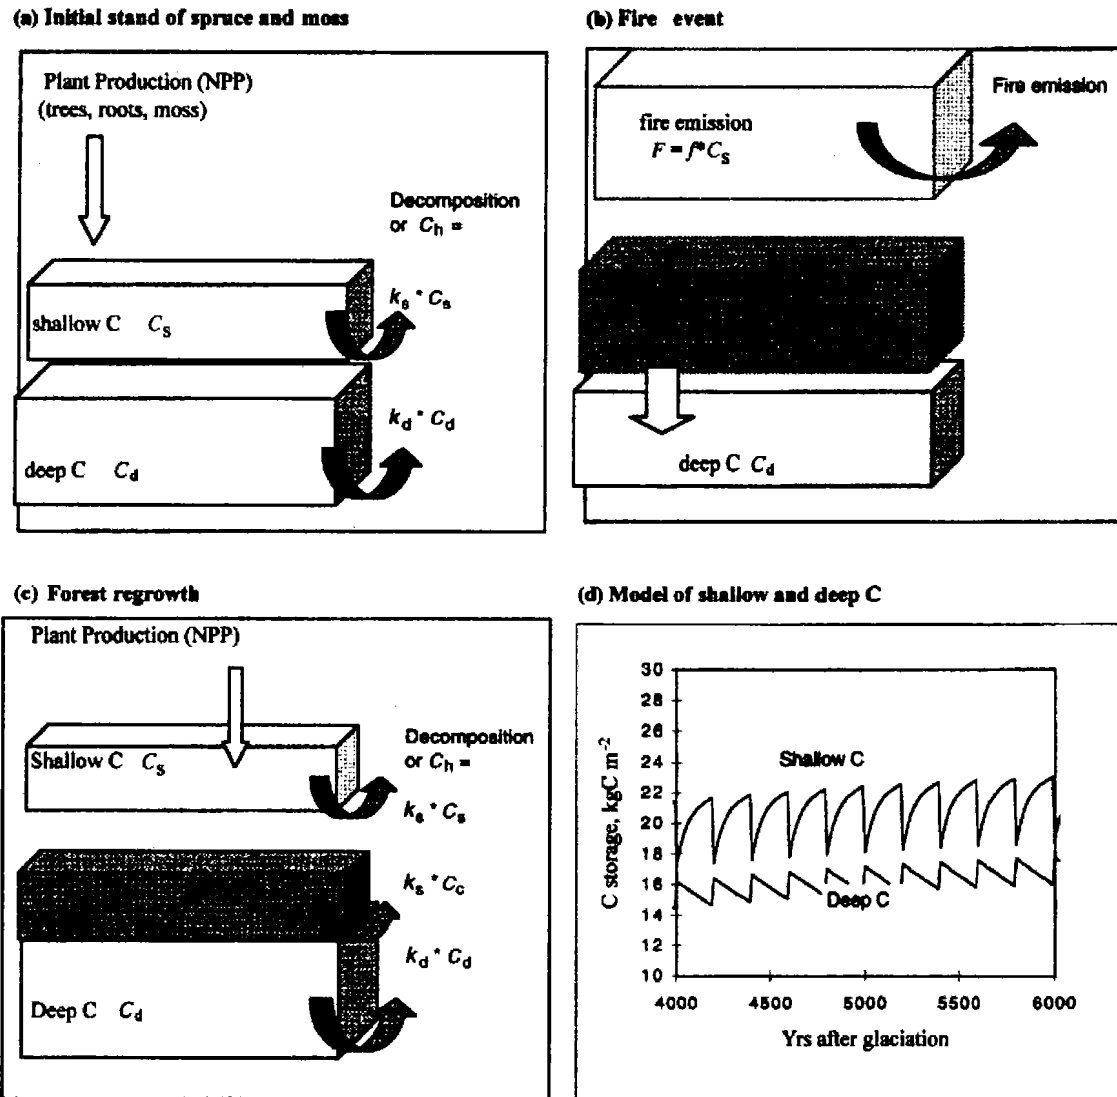 (a) Initial stand of spruce and moss
Plant Production (NPP)
(trees, roots, moss)
Decomposition
or C_h =
k_s * C_s
shallow C C_s
k_d * C_d
deep C C_d
(b) Fire event
Fire emission
fire emission
F = f*C_s
deep C C_d
(c) Forest regrowth
Plant Production (NPP)
Decomposition
or C_h =
Shallow C C_s
k_s * C_s
k_s * C_c
k_d * C_d
Deep C C_d
(d) Model of shallow and deep C
C storage, kgC m⁻²
30
28
26
24
22
20
18
16
14
12
10
Shallow C
Deep C
4000 4500 5000 5500 6000
Yrs after glaciation